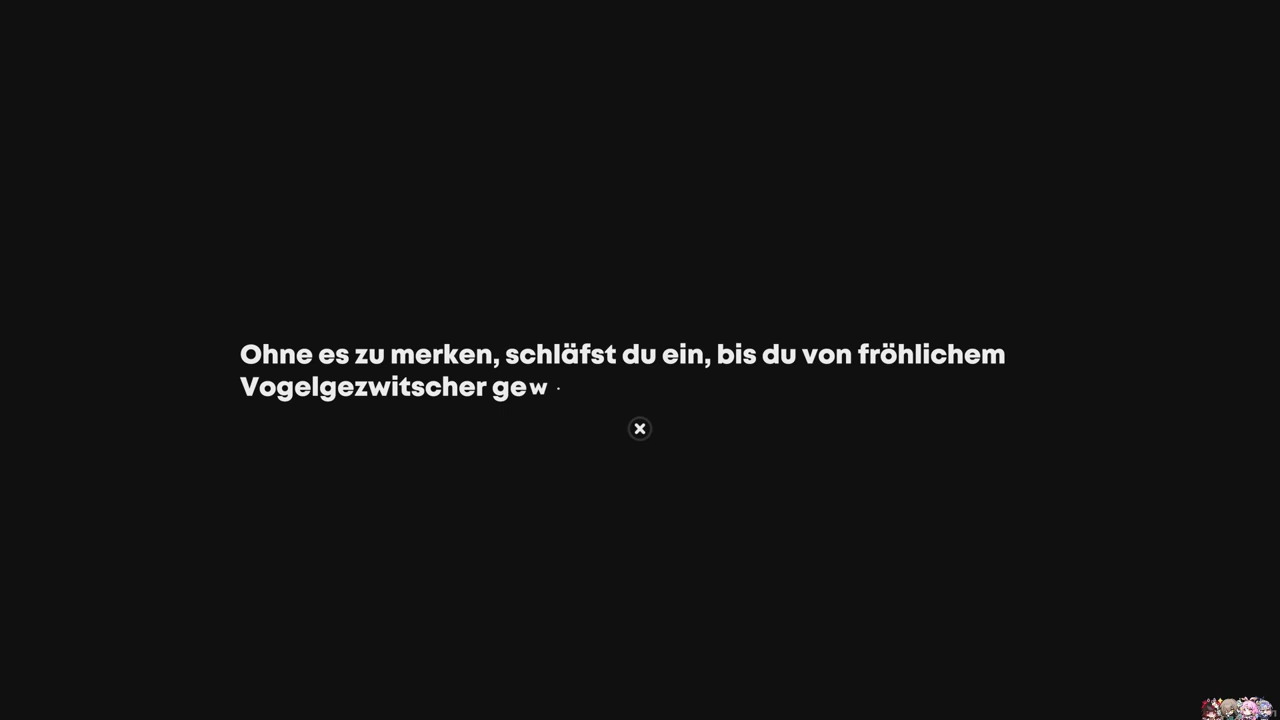 Ohne es zu merken, schläfst du ein, bis du von fröhlichem
Vogelgezwitscher gew